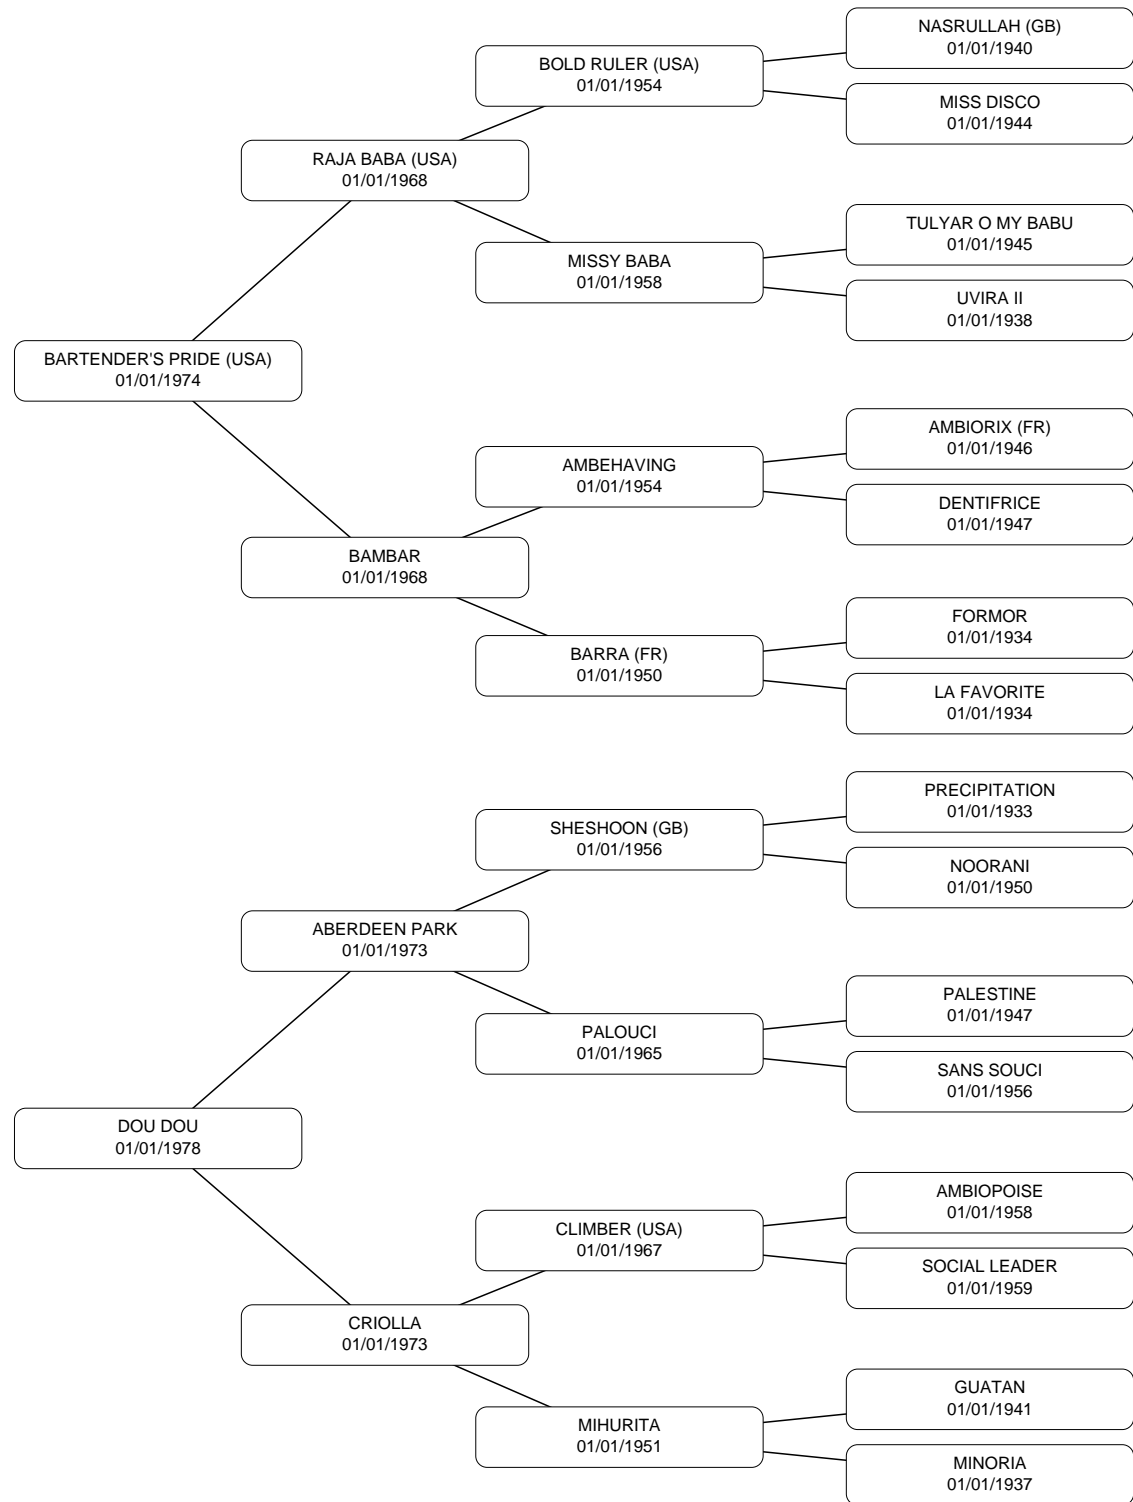 NASRULLAH (GB)
01/01/1940
BOLD RULER (USA)
01/01/1954
MISS DISCO
01/01/1944
RAJA BABA (USA)
01/01/1968
TULYAR O MY BABU
01/01/1945
MISSY BABA
01/01/1958
UVIRA II
01/01/1938
BARTENDER'S PRIDE (USA)
01/01/1974
AMBIORIX (FR)
01/01/1946
AMBEHAVING
01/01/1954
DENTIFRICE
01/01/1947
BAMBAR
01/01/1968
FORMOR
01/01/1934
BARRA (FR)
01/01/1950
LA FAVORITE
01/01/1934
PRECIPITATION
01/01/1933
SHESHOON (GB)
01/01/1956
NOORANI
01/01/1950
ABERDEEN PARK
01/01/1973
PALESTINE
01/01/1947
PALOUCI
01/01/1965
SANS SOUCI
01/01/1956
DOU DOU
01/01/1978
AMBIOPOISE
01/01/1958
CLIMBER (USA)
01/01/1967
SOCIAL LEADER
01/01/1959
CRIOLLA
01/01/1973
GUATAN
01/01/1941
MIHURITA
01/01/1951
MINORIA
01/01/1937